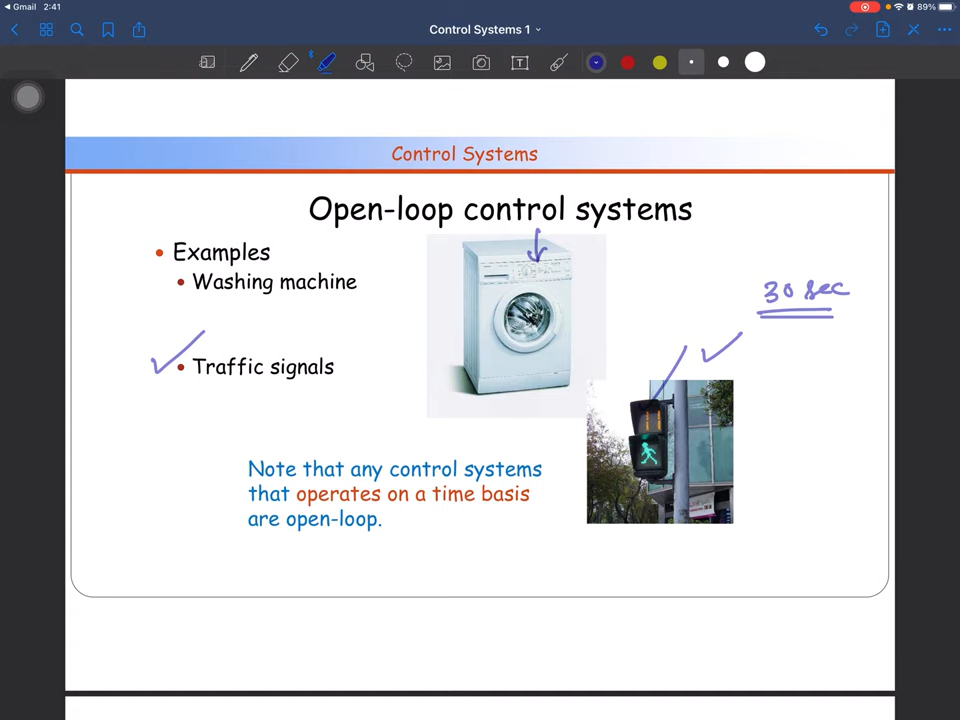 Gmail 2:41
89%
Control Systems 1
T
Control Systems
Open-loop control systems
• Examples
• Washing machine
30 sec
• Traffic signals
11
Note that any control systems
that operates on a time basis
are open-loop.